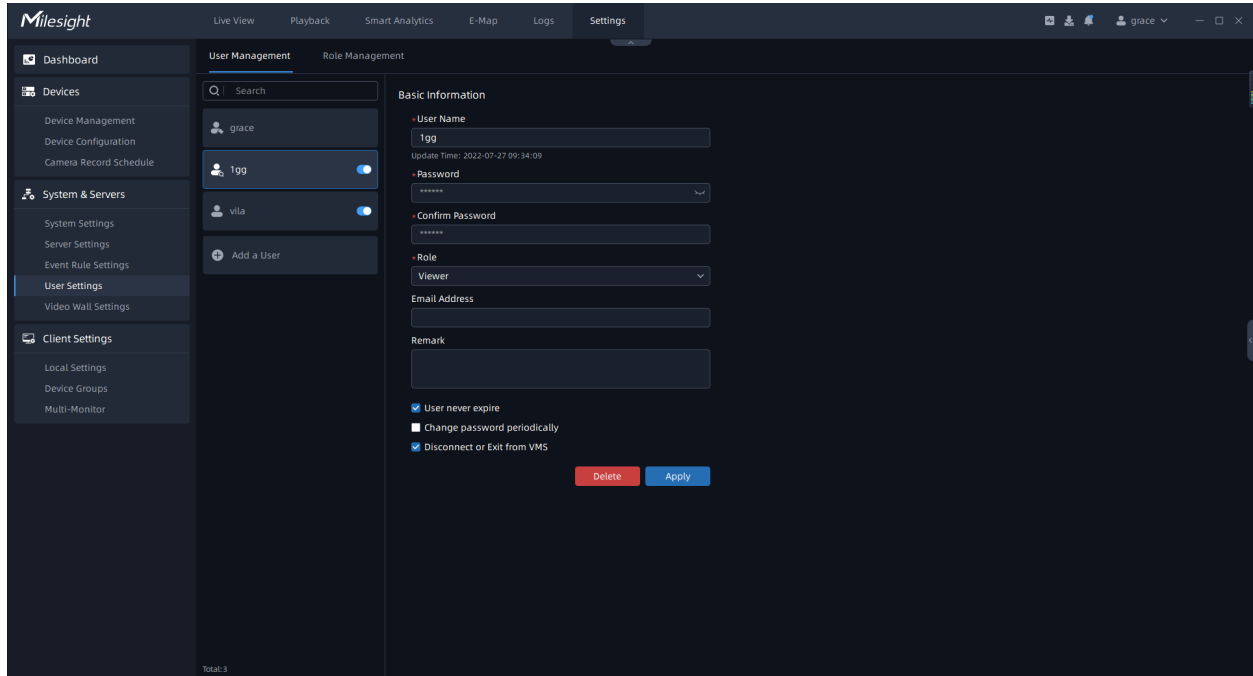 Milesight
Live View Playback Smart Analytics E-Map Logs Settings grace
Dashboard
Devices
Device Management
Device Configuration
Camera Record Schedule
System & Servers
System Settings
Server Settings
Event Rule Settings
User Settings
Video Wall Settings
Client Settings
Local Settings
Device Groups
Multi-Monitor
User Management Role Management
Search
grace
1gg
vila
Add a User
Total:3
Basic Information
*User Name
1gg
Update Time: 2022-07-27 09:34:09
*Password
******
*Confirm Password
******
*Role
Viewer
Email Address
Remark
User never expire
Change password periodically
Disconnect or Exit from VMS
Delete Apply